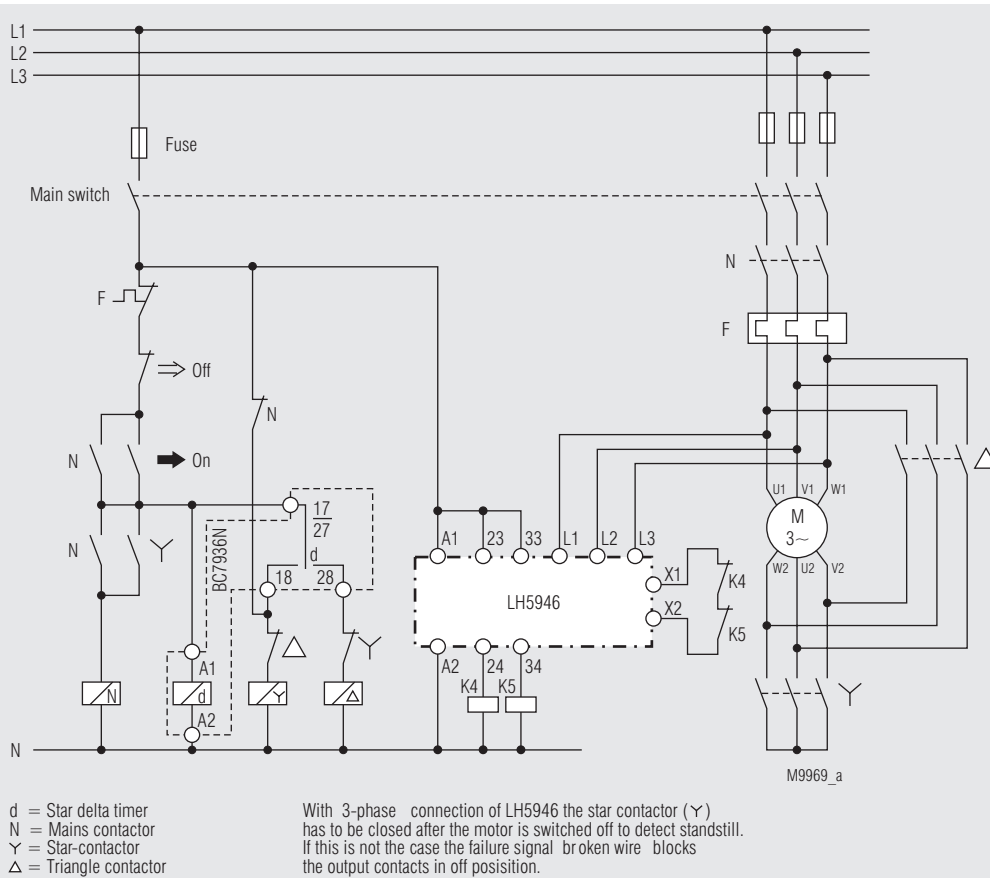 L1
L2
L3
Fuse
Main switch
N
F
F
Off
N
N
On
17
27
U1 V1 W1
M
3~
BC7936N
d
N
Y
A1 23 33 L1 L2 L3
18 28
X1
K4
W2 U2 V2
LH5946
X2
K5
△
Y
△
A1
A2 24 34
K4 K5
N
d
Y
△
Y
A2
N
M9969_a
d = Star delta timer
N = Mains contactor
Y = Star-contactor
△ = Triangle contactor
With 3-phase connection of LH5946 the star contactor (Y)
has to be closed after the motor is switched off to detect standstill.
If this is not the case the failure signal br oken wire blocks
the output contacts in off posisition.